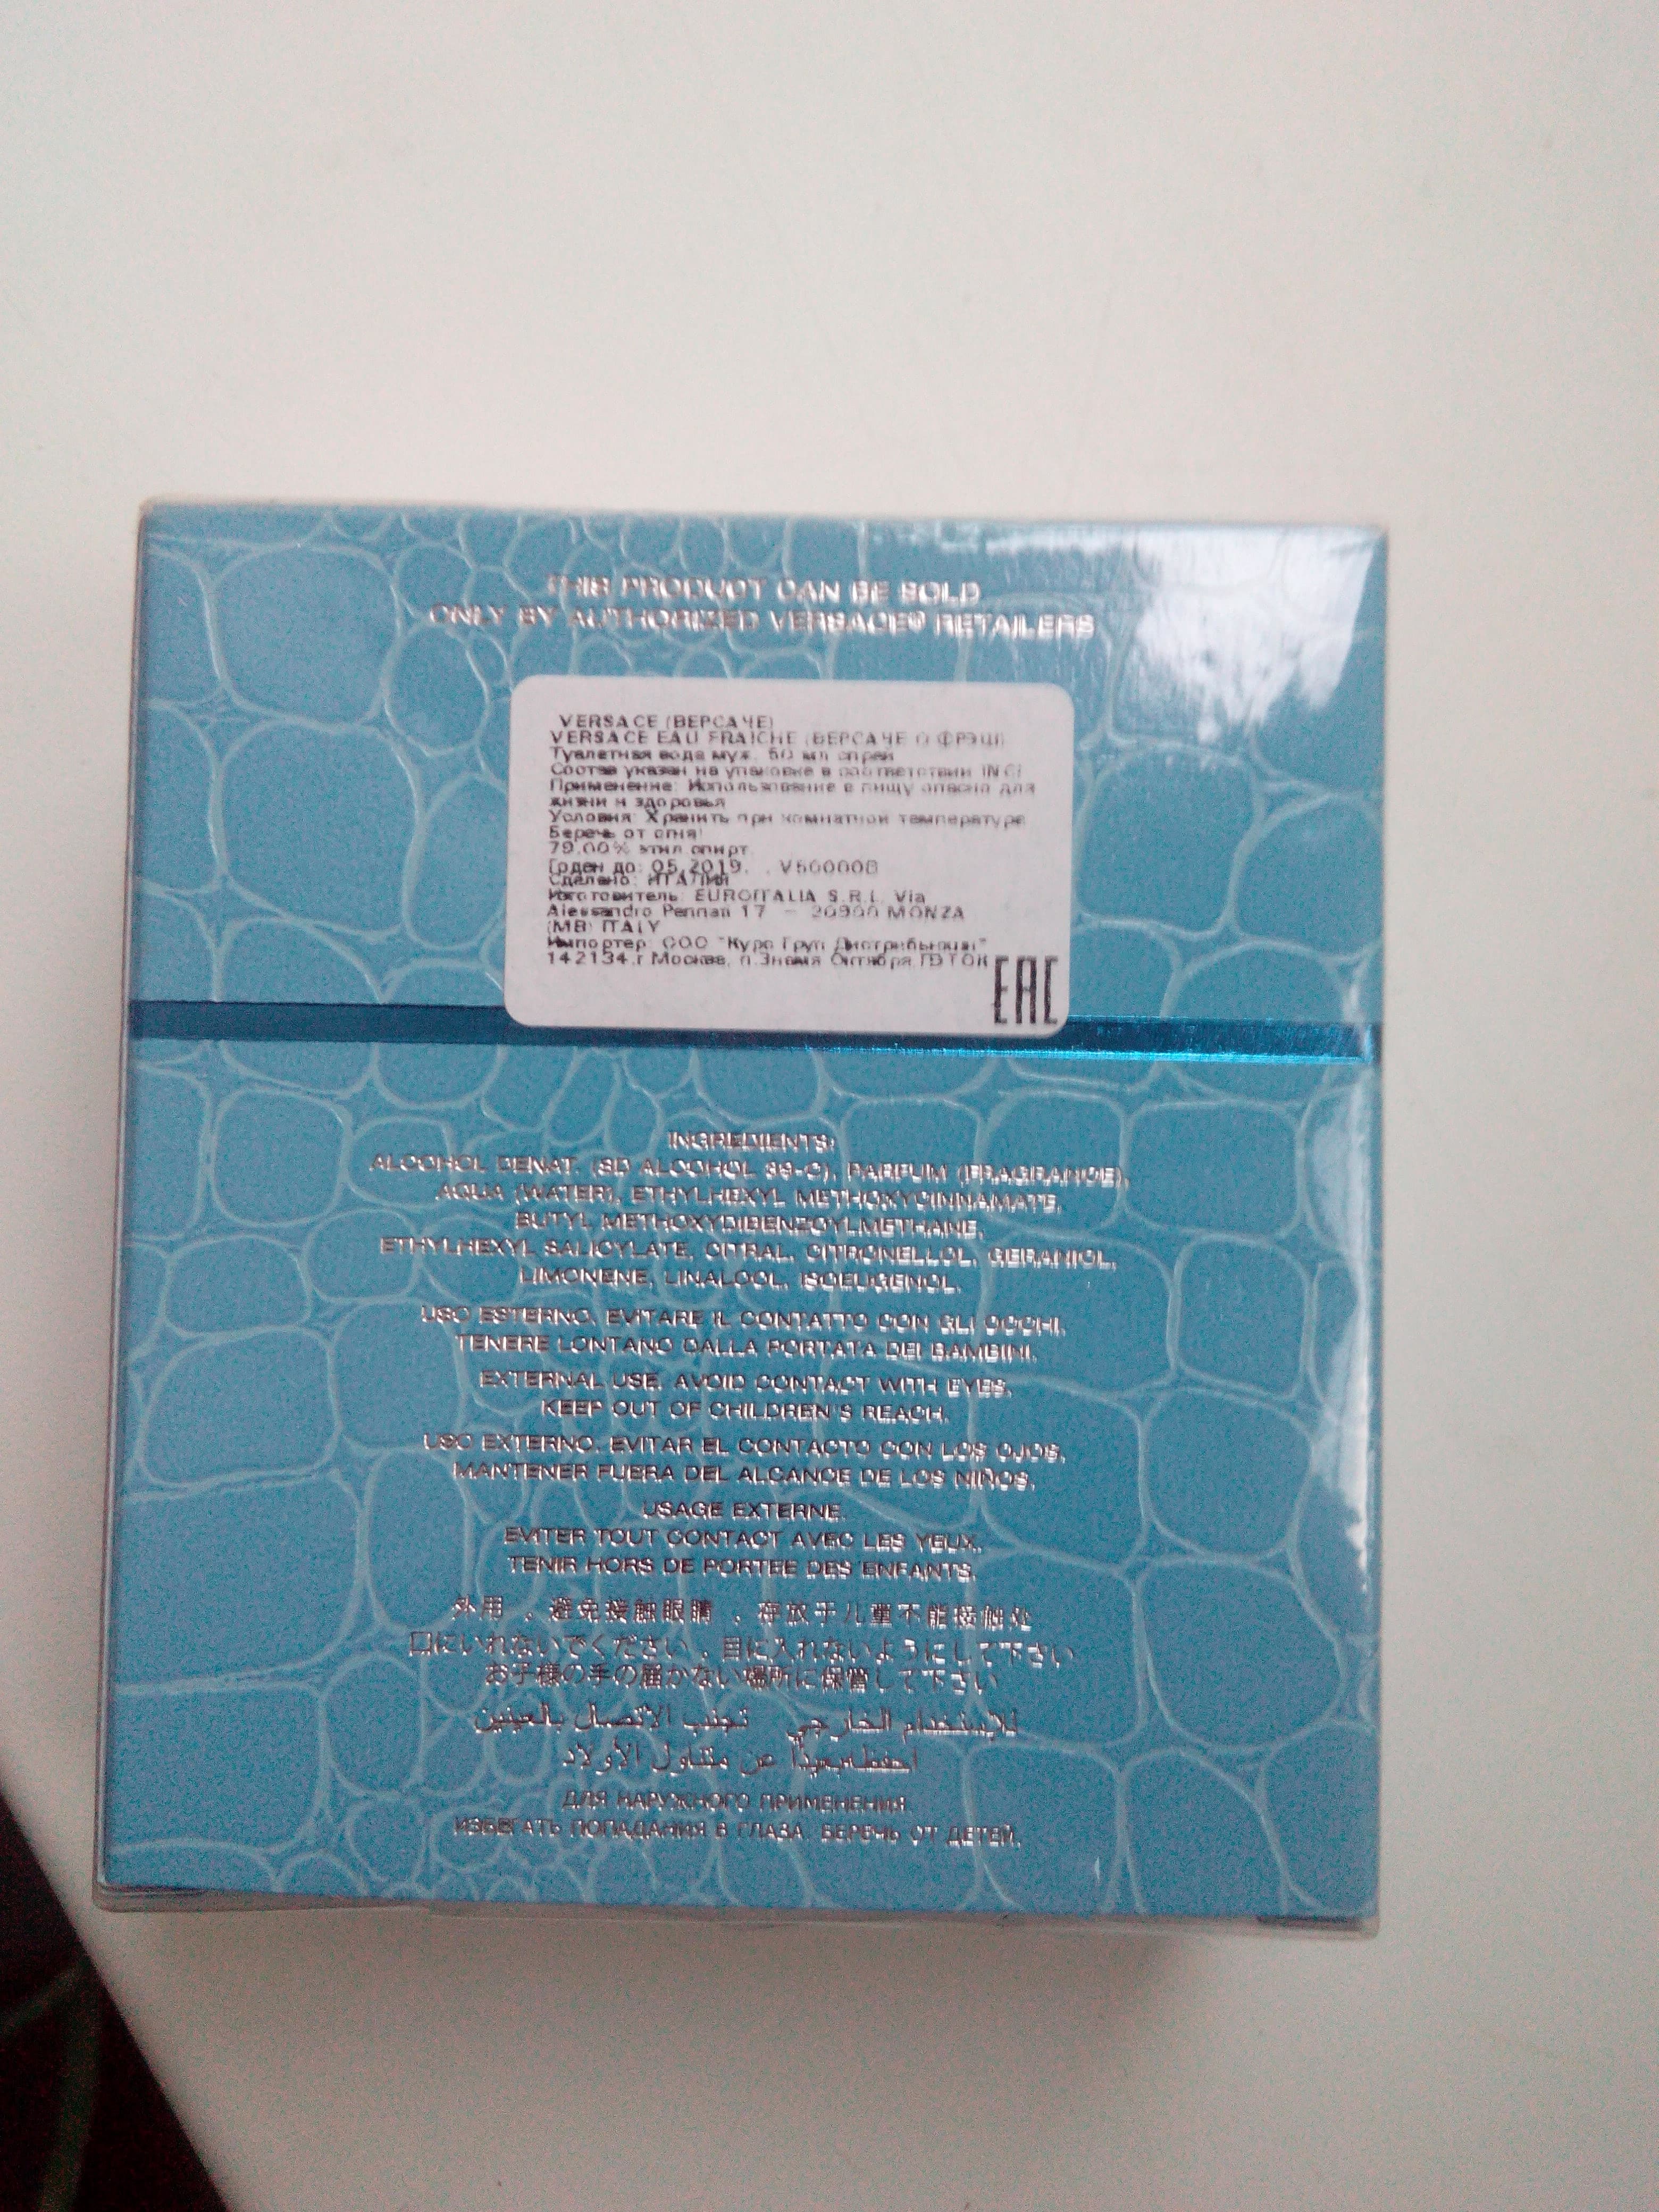 THIS PRODUCT CAN BE SOLD
ONLY BY AUTHORIZED VERSACE® RETAILERS
VERSACE (ВЕРСАЧЕ)
VERSACE EAU FRAICHE (ВЕРСАЧЕ О ФРЭШ)
Туалетная вода муж. 50 мл спрей
Состав указан на упаковке в соответствии INCI
Применение: Использование в пищу опасно для
жизни и здоровья
Условия: Хранить при комнатной температуре
Беречь от огня!
79.00% этил спирт.
Годен до: 05.2019.
Сделано: ИТАЛИЯ
Изготовитель: EUROITALIA S.R.L. Via
Alessandro Pennati 17 - 20900 MONZA
(MB) ITALY
Импортер: ООО "Курс Груп Дистрибьюшн"
142134,г.Москва, п.Знамя Октября
EAC
INGREDIENTS:
ALCOHOL DENAT. (SD ALCOHOL 39-C), PARFUM (FRAGRANCE),
AQUA (WATER), ETHYLHEXYL METHOXYCINNAMATE,
BUTYL METHOXYDIBENZOYLMETHANE,
ETHYLHEXYL SALICYLATE, CITRAL, CITRONELLOL, GERANIOL,
LIMONENE, LINALOOL, ISOEUGENOL.
USO ESTERNO. EVITARE IL CONTATTO CON GLI OCCHI.
TENERE LONTANO DALLA PORTATA DEI BAMBINI.
EXTERNAL USE. AVOID CONTACT WITH EYES.
KEEP OUT OF CHILDREN'S REACH.
USO EXTERNO. EVITAR EL CONTACTO CON LOS OJOS.
MANTENER FUERA DEL ALCANCE DE LOS NIÑOS.
USAGE EXTERNE.
EVITER TOUT CONTACT AVEC LES YEUX.
TENIR HORS DE PORTEE DES ENFANTS.
外用 。避免接触眼睛 。存放于儿童不能接触处
口にいれないでください 。目に入れないようにして下さい
お子様の手の届かない場所に保管して下さい
للإستخدام الخارجي تجنب الاتصال بالعينين
احفظه بعيدًا عن متناول الأولاد
ДЛЯ НАРУЖНОГО ПРИМЕНЕНИЯ.
ИЗБЕГАТЬ ПОПАДАНИЯ В ГЛАЗА. БЕРЕЧЬ ОТ ДЕТЕЙ.